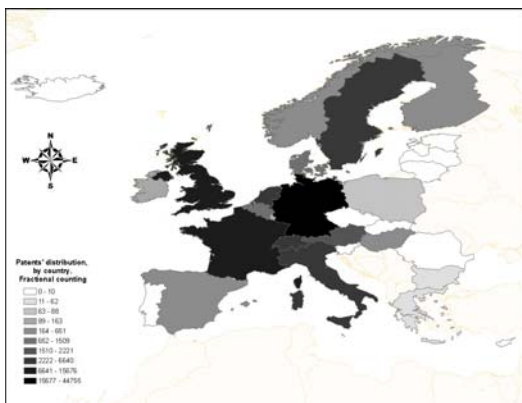 N
W E
S
Patents' distribution,
by country.
Fractional counting
0 - 10
11 - 62
63 - 88
89 - 163
164 - 651
652 - 1509
1510 - 2221
2222 - 6640
6641 - 15676
15677 - 44795